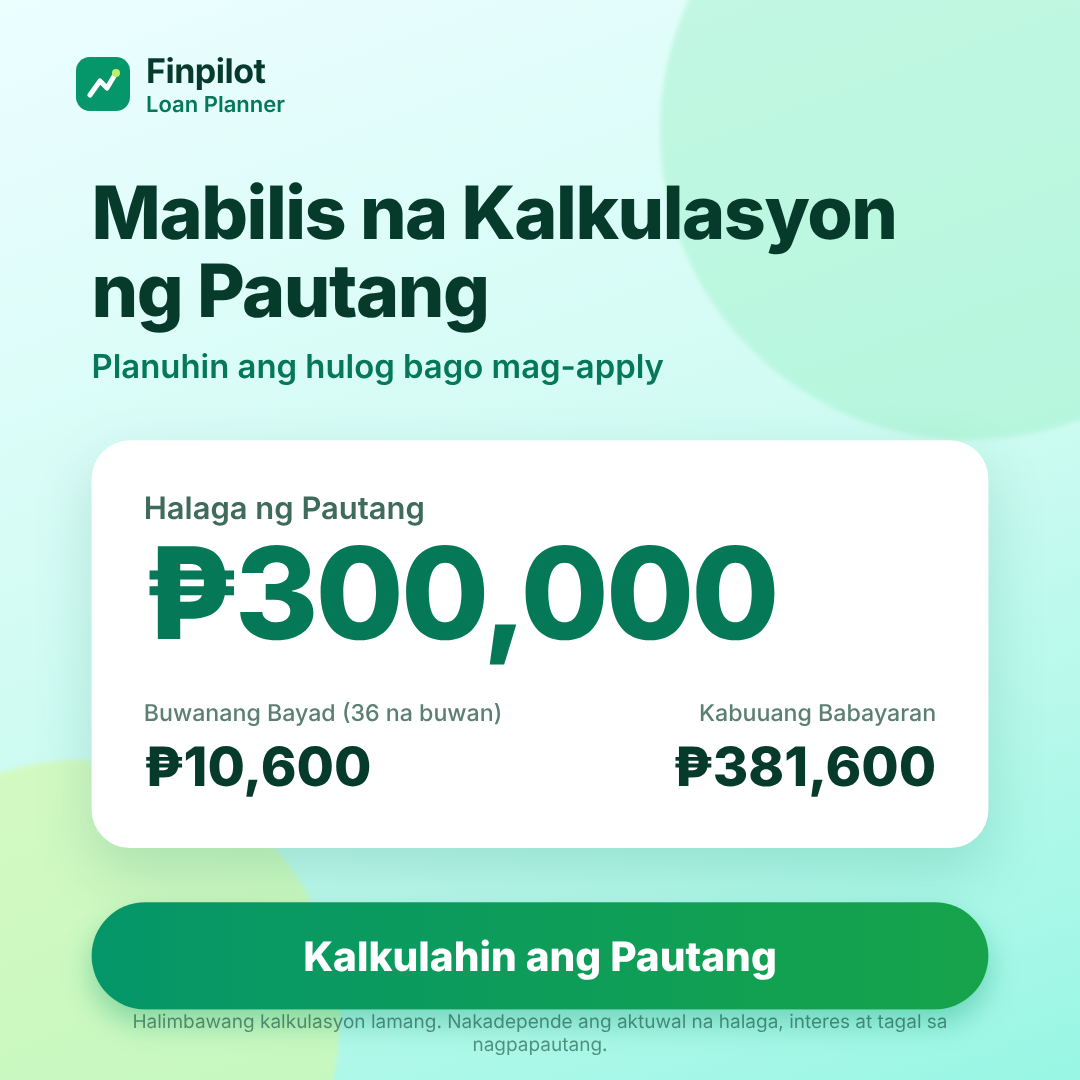 Finpilot
Loan Planner
Mabilis na Kalkulasyon
ng Pautang
Planuhin ang hulog bago mag-apply
Halaga ng Pautang
₱300,000
Buwanang Bayad (36 na buwan)
₱10,600
Kabuuang Babayaran
₱381,600
Kalkulahin ang Pautang
Halimbawang kalkulasyon lamang. Nakadepende ang aktuwal na halaga, interes at tagal sa
nagpapautang.